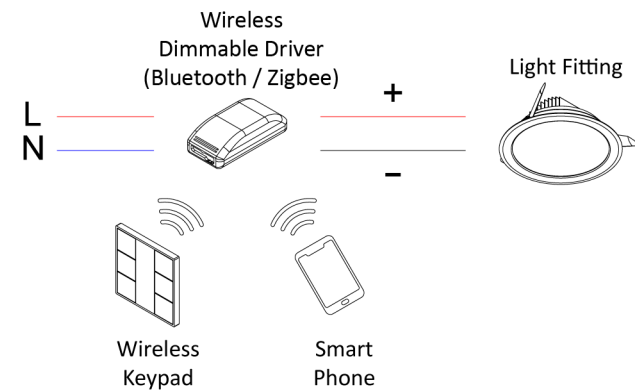 Wireless
Dimmable Driver
(Bluetooth / Zigbee)
Light Fitting
+
L
N
-
Wireless
Keypad
Smart
Phone